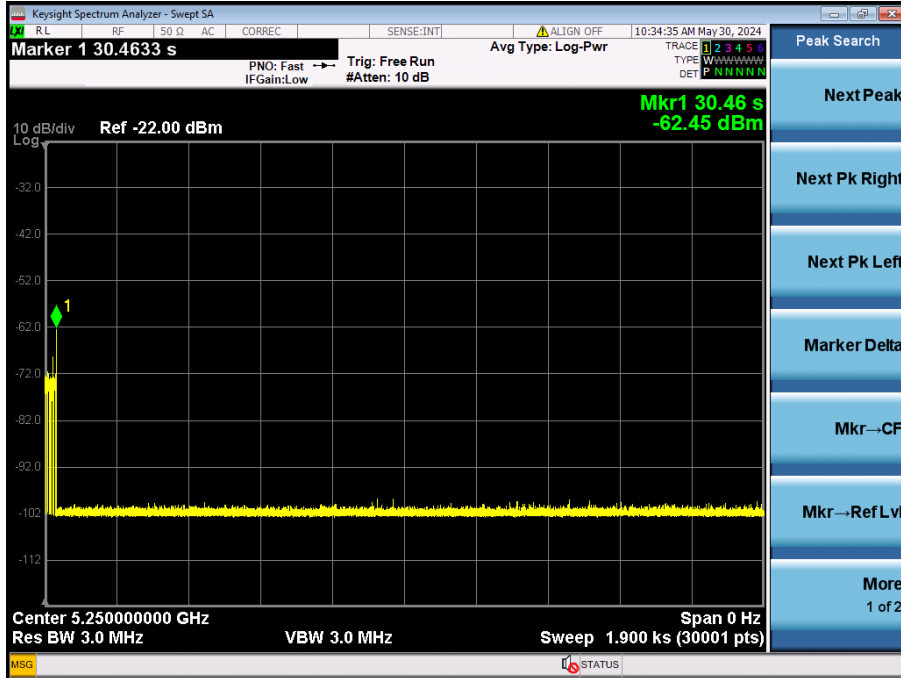 Keysight Spectrum Analyzer - Swept SA
LXI RL RF 50 Ω AC CORREC SENSE:INT ALIGN OFF 10:34:35 AM May 30, 2024
Marker 1 30.4633 s
PNO: Fast
IFGain:Low
Trig: Free Run
#Atten: 10 dB
Avg Type: Log-Pwr
TRACE 1 2 3 4 5 6
TYPE WWWWWW
DET P N N N N N
Peak Search
Mkr1 30.46 s
-62.45 dBm
10 dB/div Ref -22.00 dBm
Log
-32.0
-42.0
-52.0
1
-62.0
-72.0
-82.0
-92.0
-102
-112
Center 5.250000000 GHz Span 0 Hz
Res BW 3.0 MHz VBW 3.0 MHz Sweep 1.900 ks (30001 pts)
Next Peak
Next Pk Right
Next Pk Left
Marker Delta
Mkr→CF
Mkr→Ref Lvl
More
1 of 2
MSG STATUS